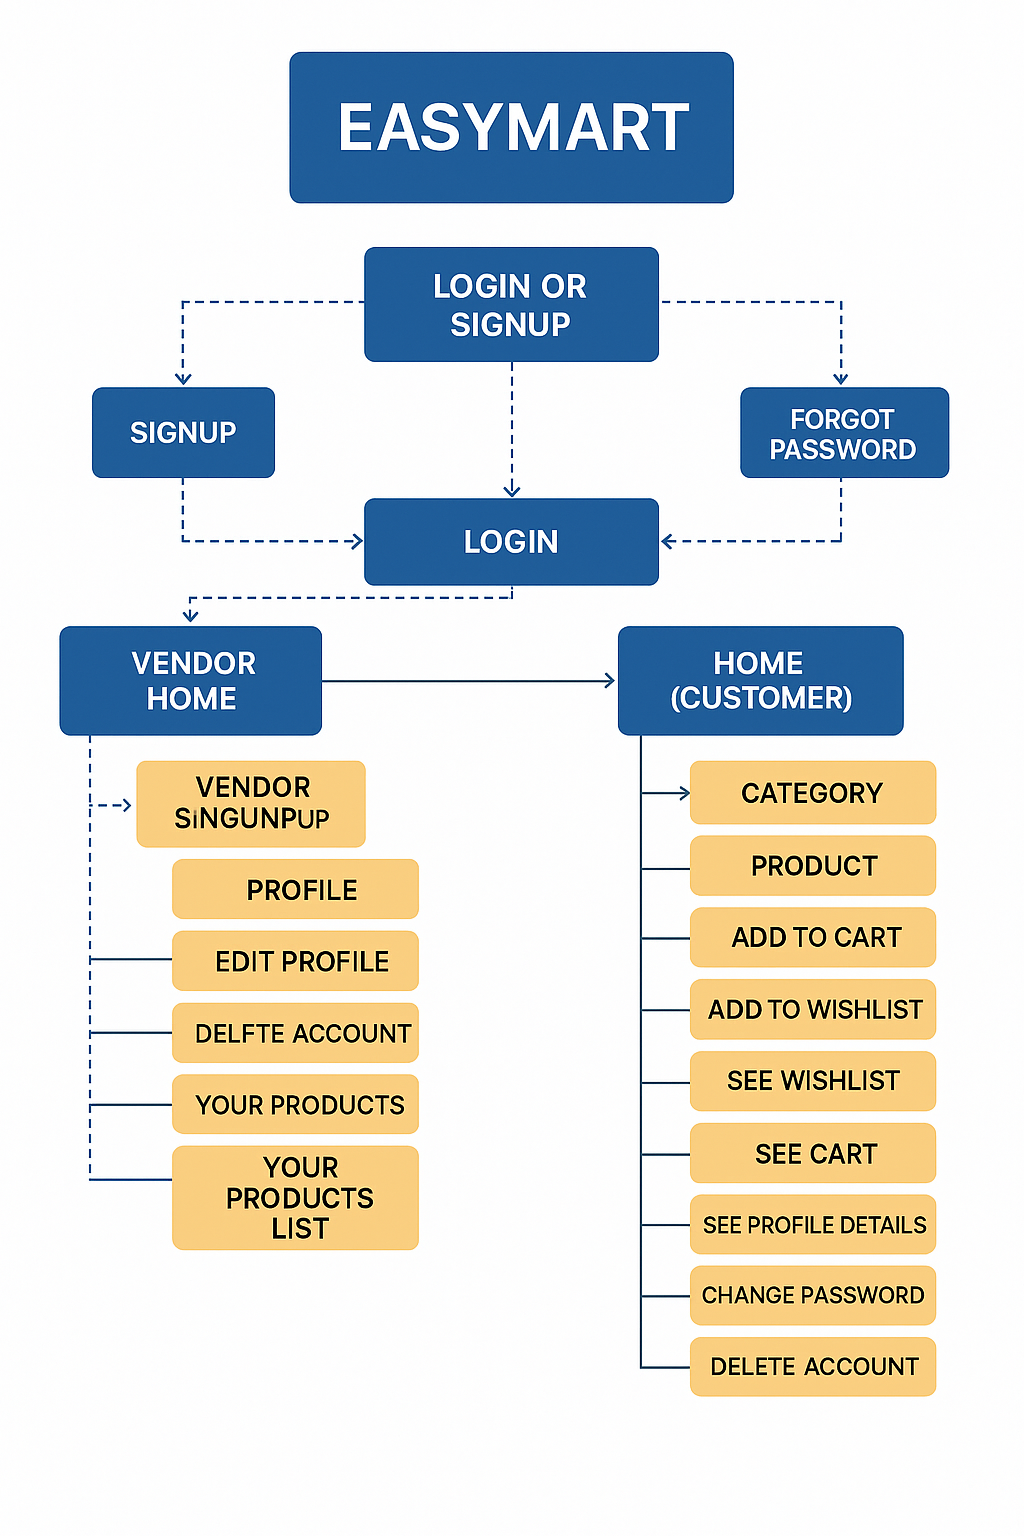 EASYMART
LOGIN OR
SIGNUP
SIGNUP
FORGOT
PASSWORD
LOGIN
VENDOR
HOME
HOME
(CUSTOMER)
VENDOR
SiNGUNPUP
PROFILE
EDIT PROFILE
DELFTE ACCOUNT
YOUR PRODUCTS
YOUR
PRODUCTS
LIST
CATEGORY
PRODUCT
ADD TO CART
ADD TO WISHLIST
SEE WISHLIST
SEE CART
SEE PROFILE DETAILS
CHANGE PASSWORD
DELETE ACCOUNT